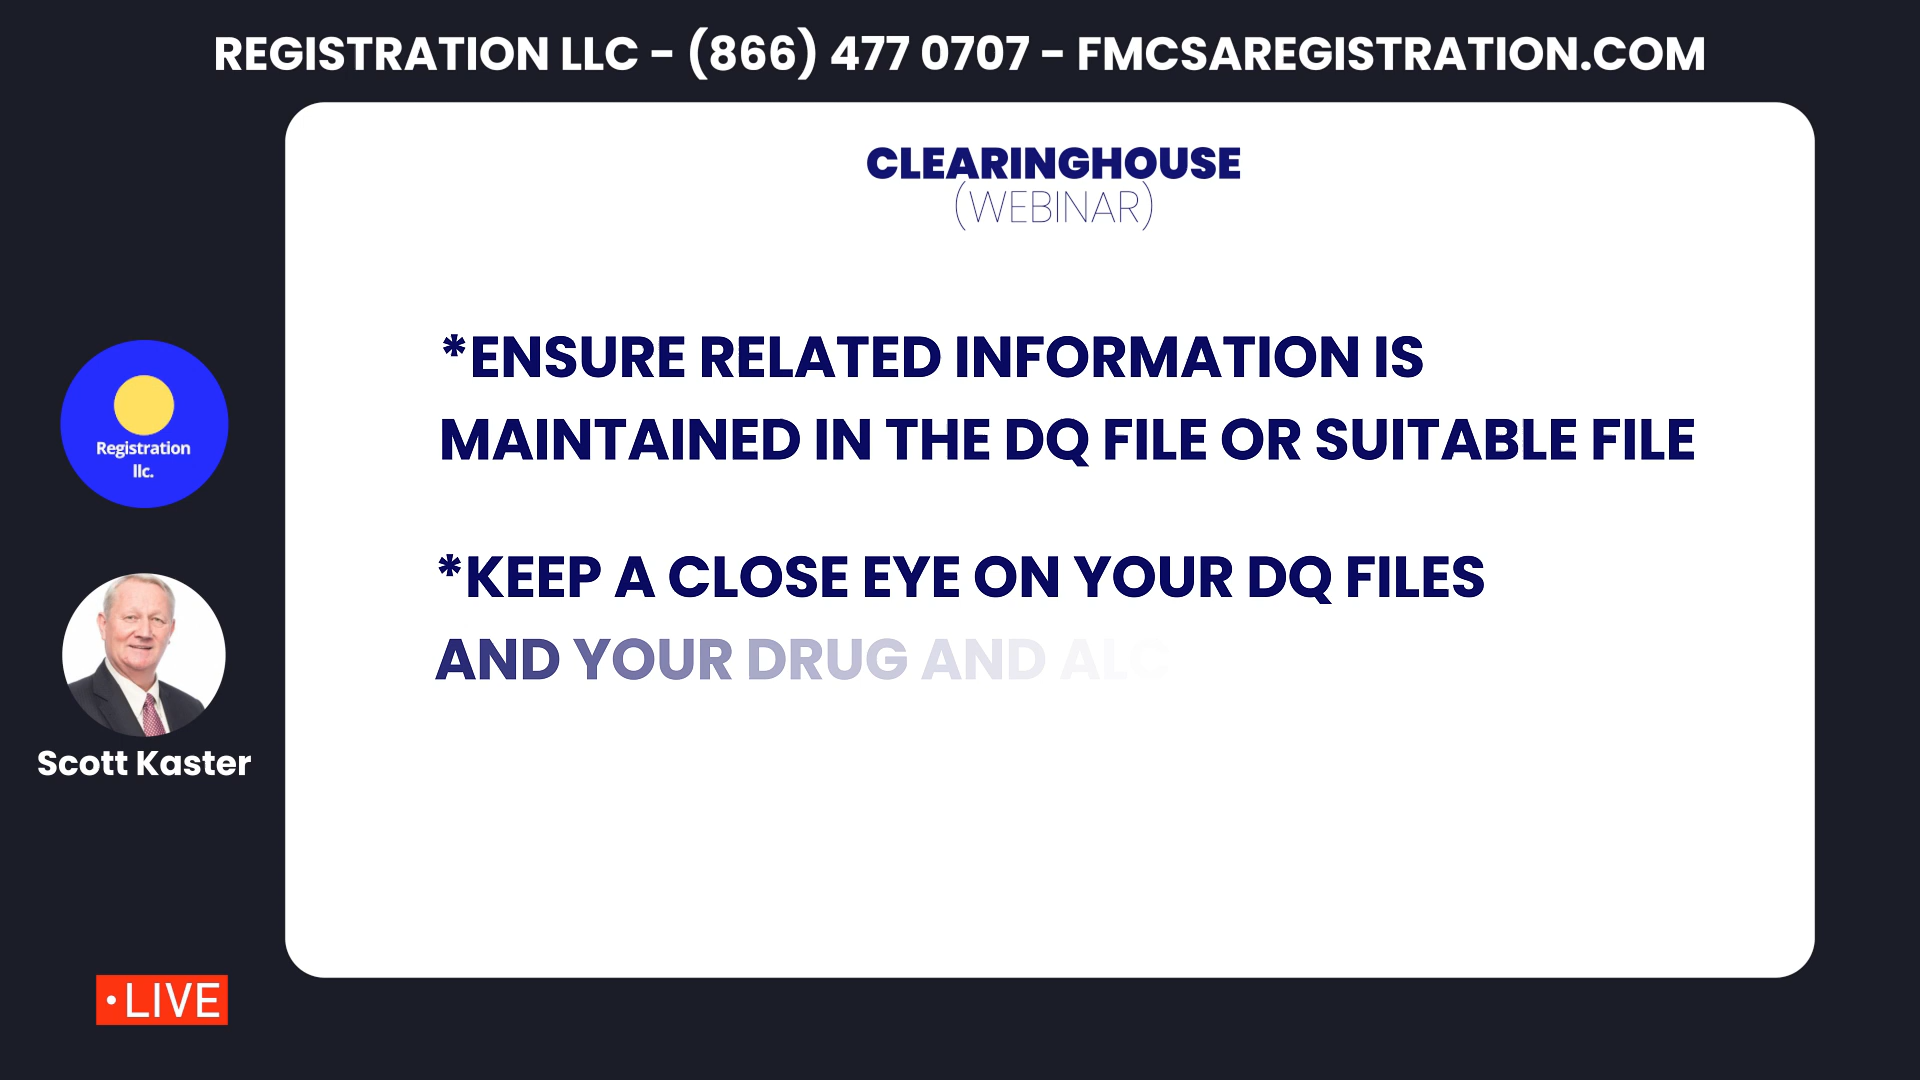 REGISTRATION LLC - (866) 477 0707 - FMCSAREGISTRATION.COM
CLEARINGHOUSE
(WEBINAR)
*ENSURE RELATED INFORMATION IS
MAINTAINED IN THE DQ FILE OR SUITABLE FILE
*KEEP A CLOSE EYE ON YOUR DQ FILES
AND YOUR DRUG AND ALC
Registration
llc.
Scott Kaster
• LIVE